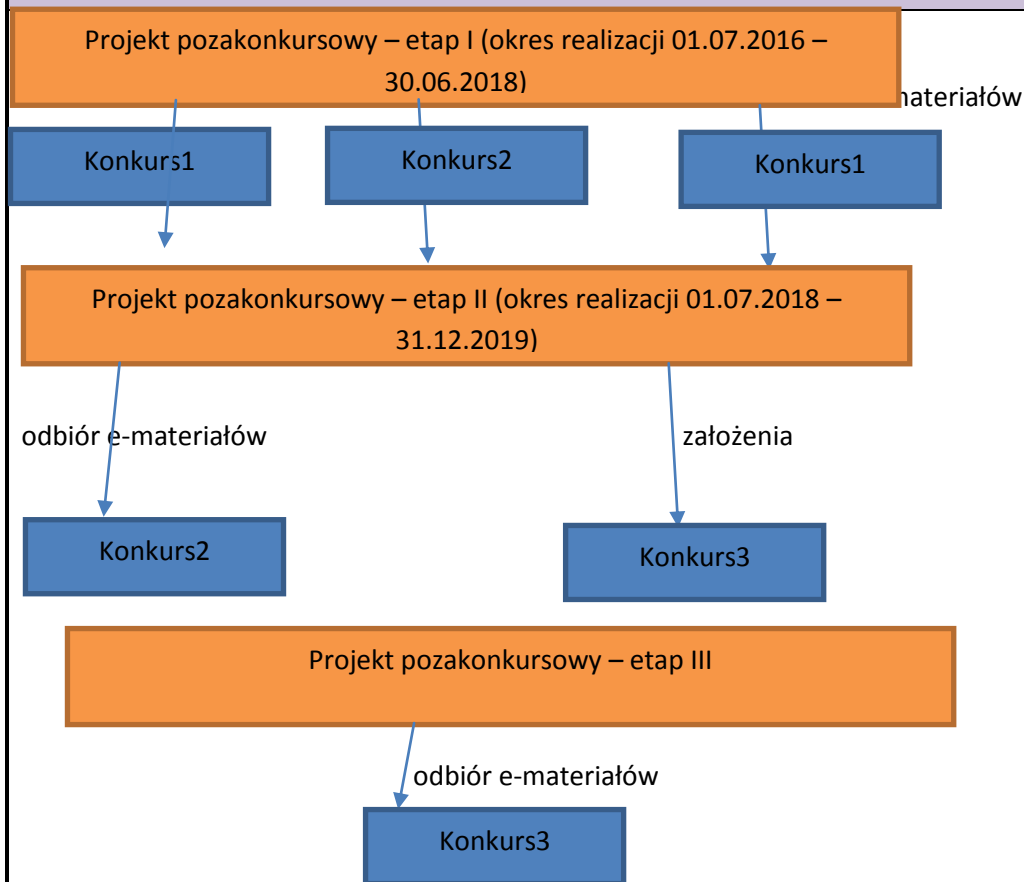 Projekt pozakonkursowy – etap I (okres realizacji 01.07.2016 –
30.06.2018)
Konkurs1
Konkurs2
Konkurs1
Projekt pozakonkursowy – etap II (okres realizacji 01.07.2018 –
31.12.2019)
odbiór e-materiałów
założenia
Konkurs2
Konkurs3
Projekt pozakonkursowy – etap III
odbiór e-materiałów
Konkurs3